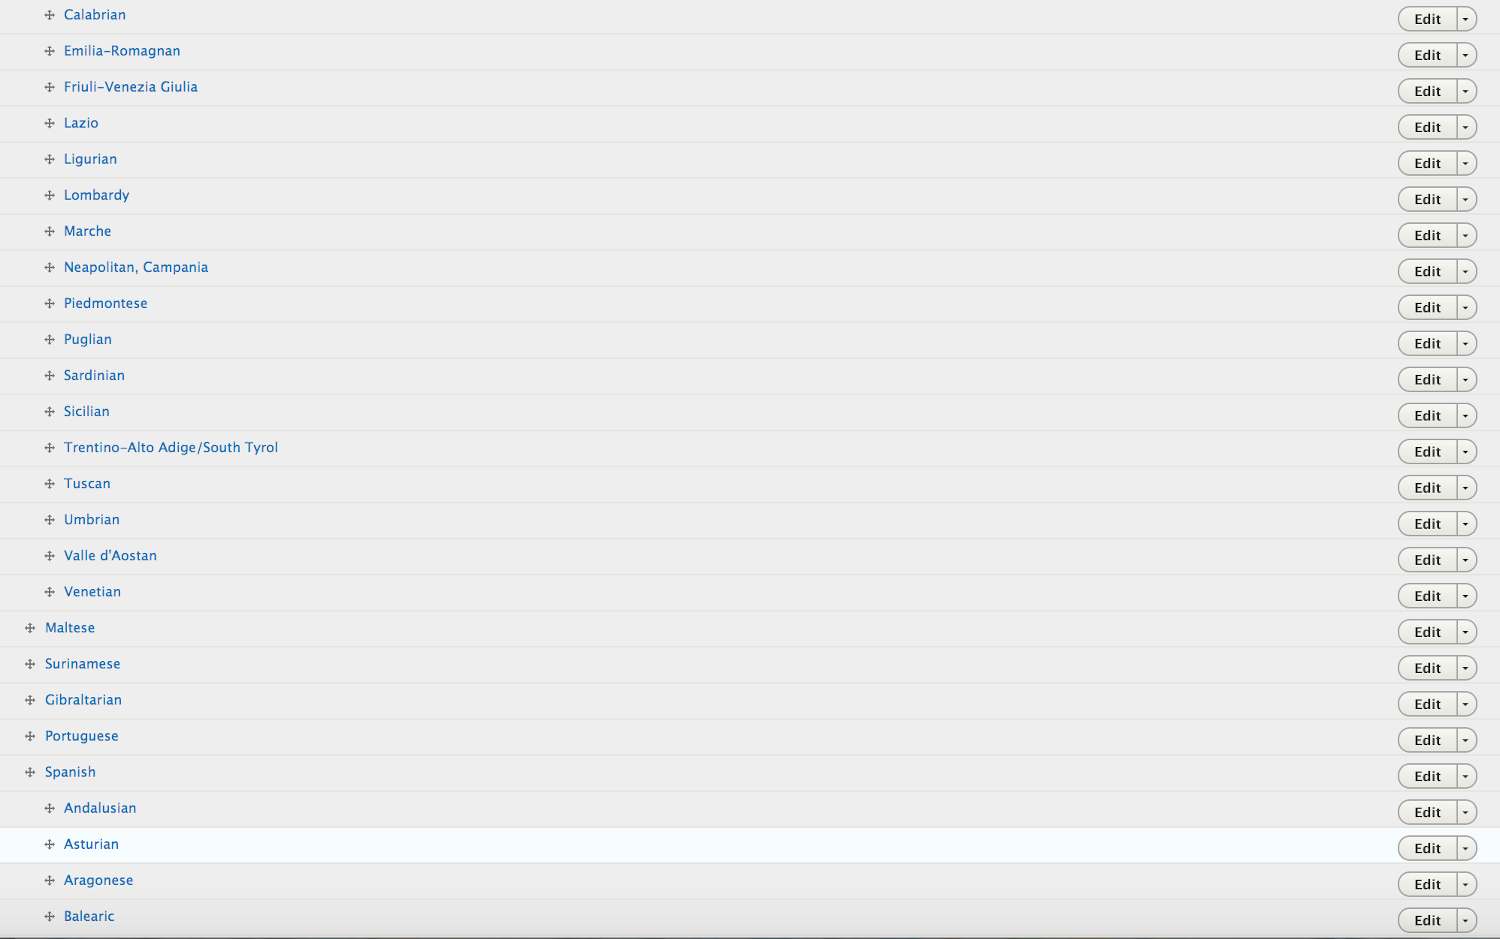 Calabrian Edit
Emilia-Romagnan Edit
Friuli-Venezia Giulia Edit
Lazio Edit
Ligurian Edit
Lombardy Edit
Marche Edit
Neapolitan, Campania Edit
Piedmontese Edit
Puglian Edit
Sardinian Edit
Sicilian Edit
Trentino-Alto Adige/South Tyrol Edit
Tuscan Edit
Umbrian Edit
Valle d'Aostan Edit
Venetian Edit
Maltese Edit
Surinamese Edit
Gibraltarian Edit
Portuguese Edit
Spanish Edit
Andalusian Edit
Asturian Edit
Aragonese Edit
Balearic Edit